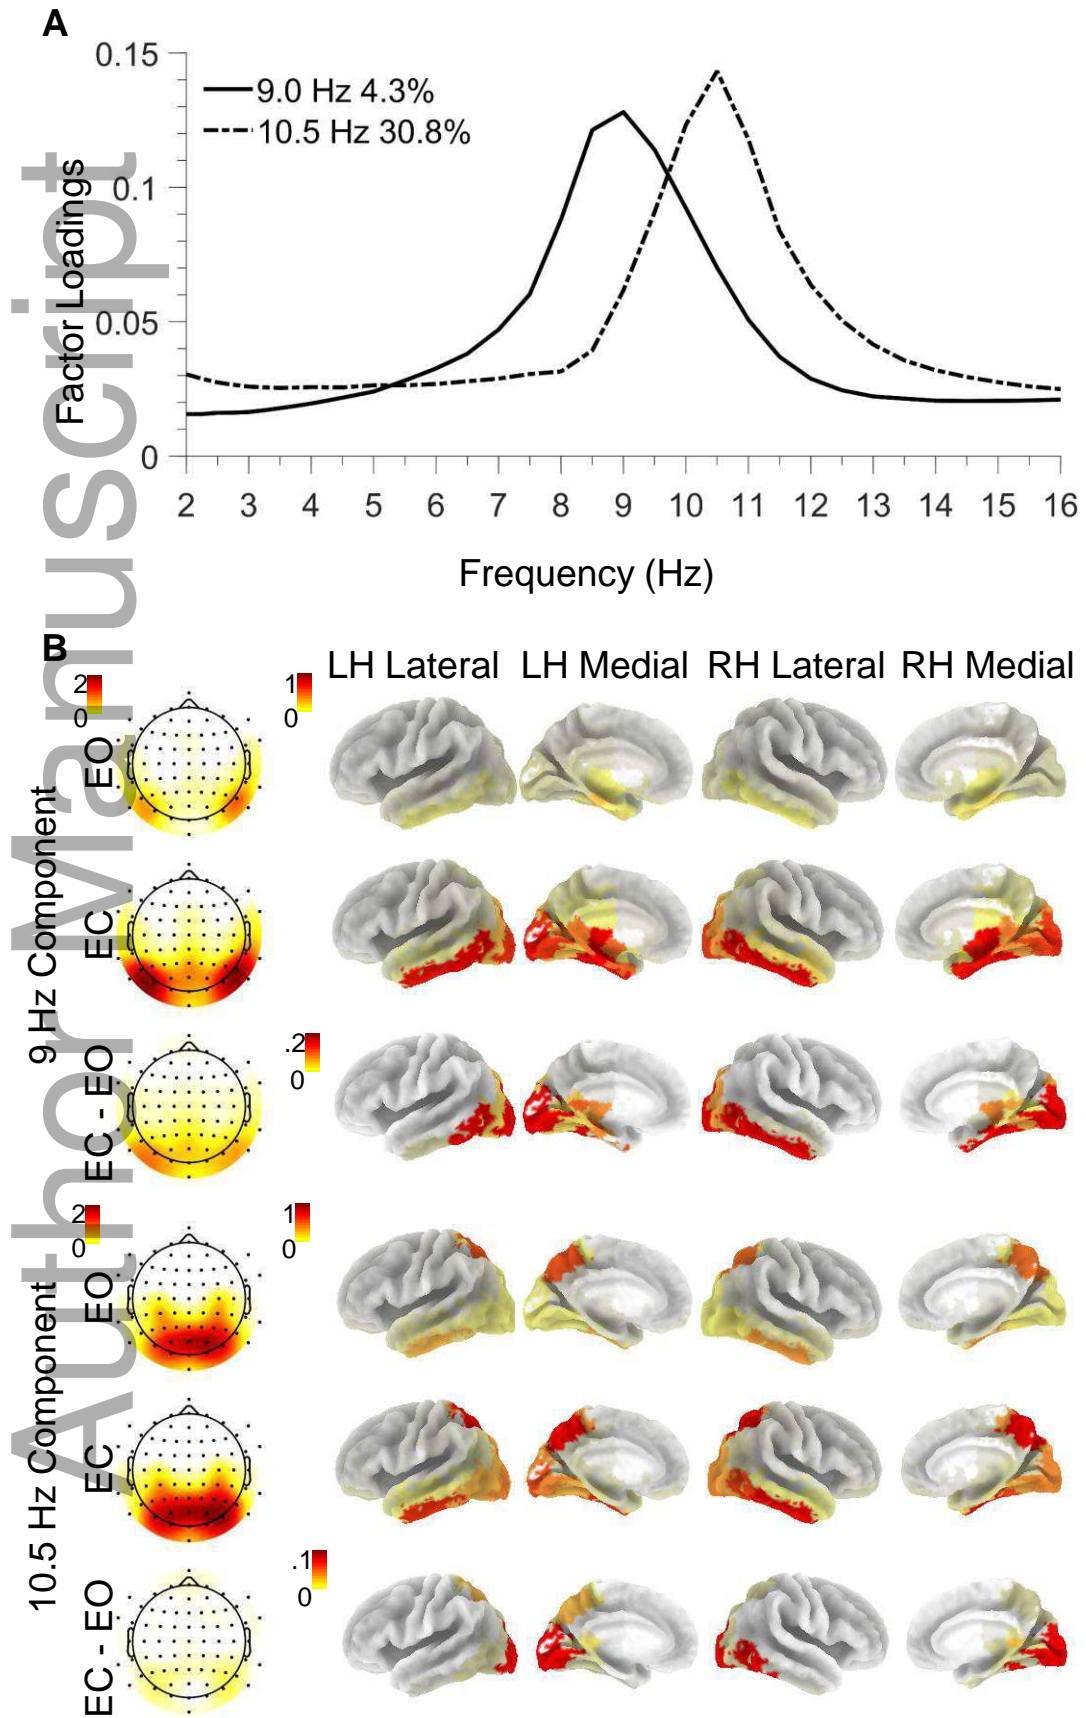 A
0.15
0.1
0.05
0
Factor Loadings
9.0 Hz 4.3%
10.5 Hz 30.8%
2 3 4 5 6 7 8 9 10 11 12 13 14 15 16
Frequency (Hz)
Author Manuscript
B
LH Lateral LH Medial RH Lateral RH Medial
9 Hz Component
2
0
1
0
EO
EC
.2
0
EC - EO
10.5 Hz Component
2
0
1
0
EO
EC
.1
0
EC - EO